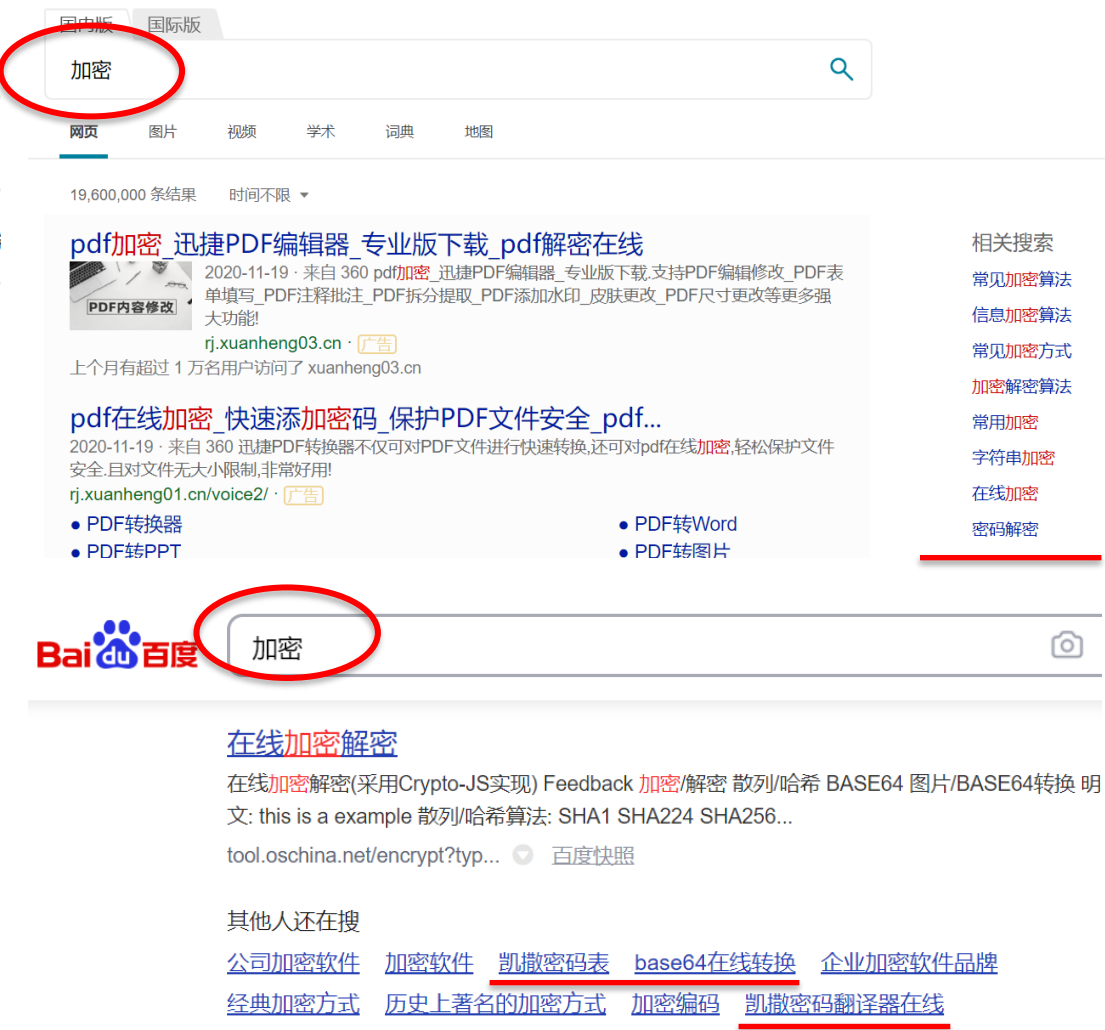 国内版 国际版
加密
网页 图片 视频 学术 词典 地图
19,600,000 条结果 时间不限
pdf加密_迅捷PDF编辑器_专业版下载_pdf解密在线
PDF内容修改
2020-11-19 · 来自 360 pdf加密_迅捷PDF编辑器_专业版下载.支持PDF编辑修改_PDF表
单填写_PDF注释批注_PDF拆分提取_PDF添加水印_皮肤更改_PDF尺寸更改等更多强
大功能!
rj.xuanheng03.cn · 广告
上个月有超过 1 万名用户访问了 xuanheng03.cn
pdf在线加密_快速添加密码_保护PDF文件安全_pdf...
2020-11-19 · 来自 360 迅捷PDF转换器不仅可对PDF文件进行快速转换,还可对pdf在线加密,轻松保护文件
安全.且对文件无大小限制,非常好用!
rj.xuanheng01.cn/voice2/ · 广告
● PDF转换器 ● PDF转Word
● PDF转PPT ● PDF转图片
相关搜索
常见加密算法
信息加密算法
常见加密方式
加密解密算法
常用加密
字符串加密
在线加密
密码解密
Bai du 百度 加密
在线加密解密
在线加密解密(采用Crypto-JS实现) Feedback 加密/解密 散列/哈希 BASE64 图片/BASE64转换 明
文: this is a example 散列/哈希算法: SHA1 SHA224 SHA256...
tool.oschina.net/encrypt?typ... 百度快照
其他人还在搜
公司加密软件 加密软件 凯撒密码表 base64在线转换 企业加密软件品牌
经典加密方式 历史上著名的加密方式 加密编码 凯撒密码翻译器在线